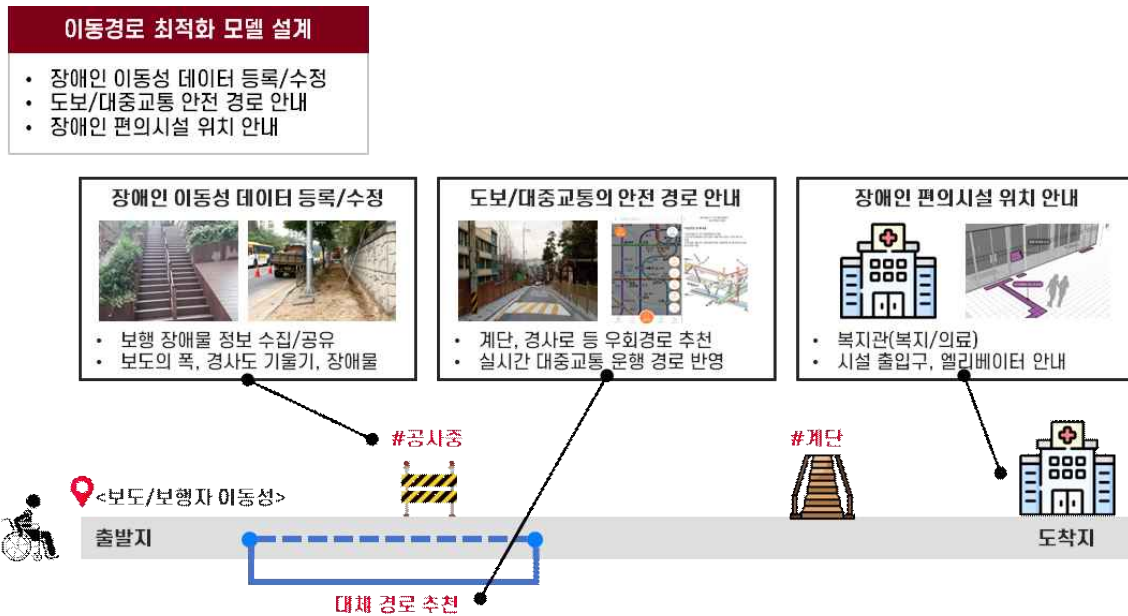 이동경로 최적화 모델 설계
• 장애인 이동성 데이터 등록/수정
• 도보/대중교통 안전 경로 안내
• 장애인 편의시설 위치 안내
장애인 이동성 데이터 등록/수정
• 보행 장애물 정보 수집/공유
• 보도의 폭, 경사도 기울기, 장애물
도보/대중교통의 안전 경로 안내
• 계단, 경사로 등 우회경로 추천
• 실시간 대중교통 운행 경로 반영
장애인 편의시설 위치 안내
• 복지관(복지/의료)
• 시설 출입구, 엘리베이터 안내
#공사중
#계단
<보도/보행자 이동성>
출발지
도착지
대체 경로 추천